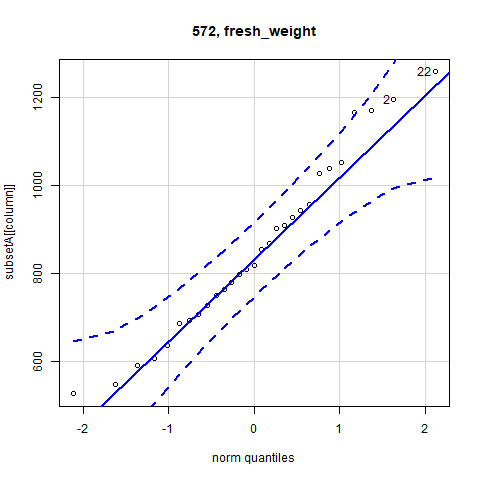 572, fresh_weight
22
2
1200
1000
800
600
subsetA[[column]]
-2 -1 0 1 2
norm quantiles